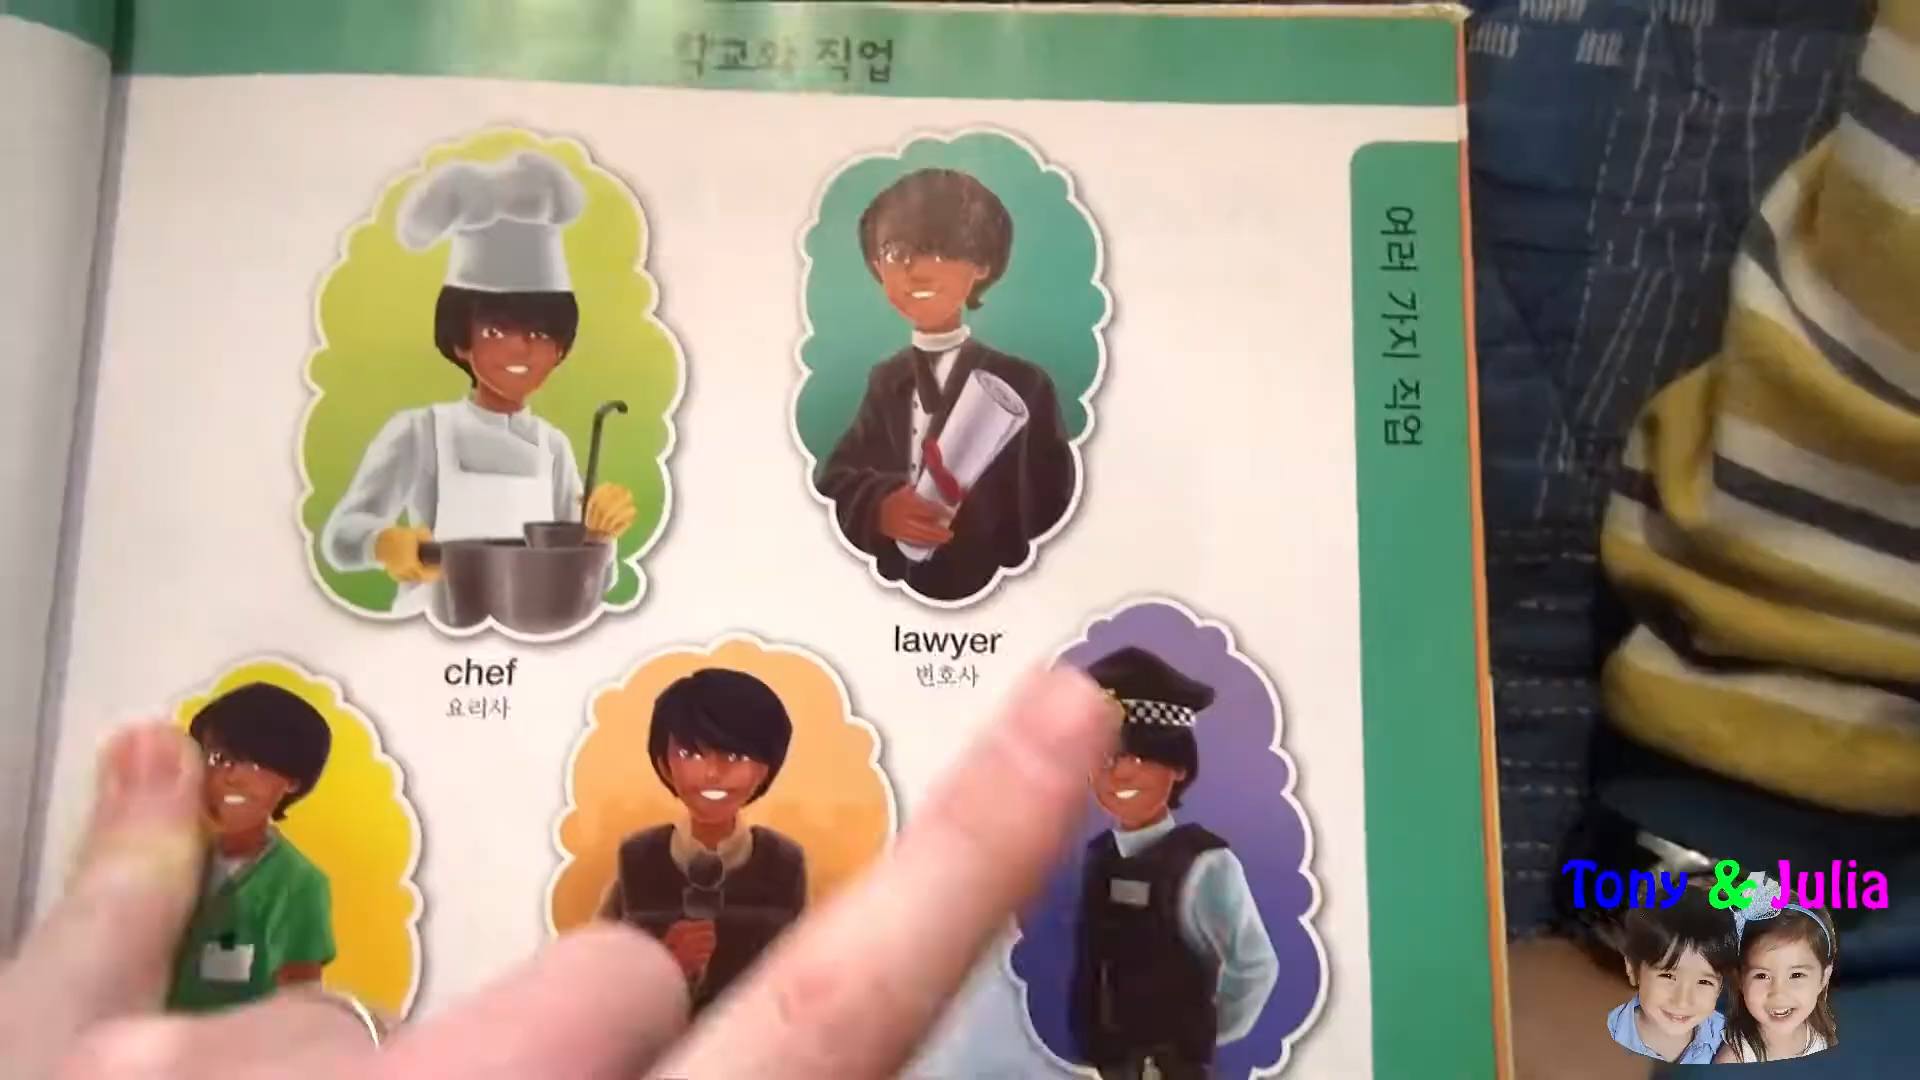 학교와 직업
여러 가지 직업
lawyer
변호사
chef
요리사
Tony & Julia